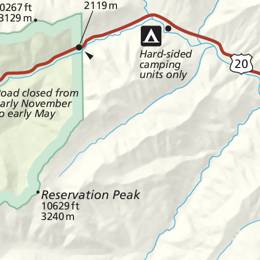 0267 ft
3129 m
2119 m
Hard-sided
camping
units only
20
oad closed from
arly November
o early May
Reservation Peak
10629 ft
3240 m